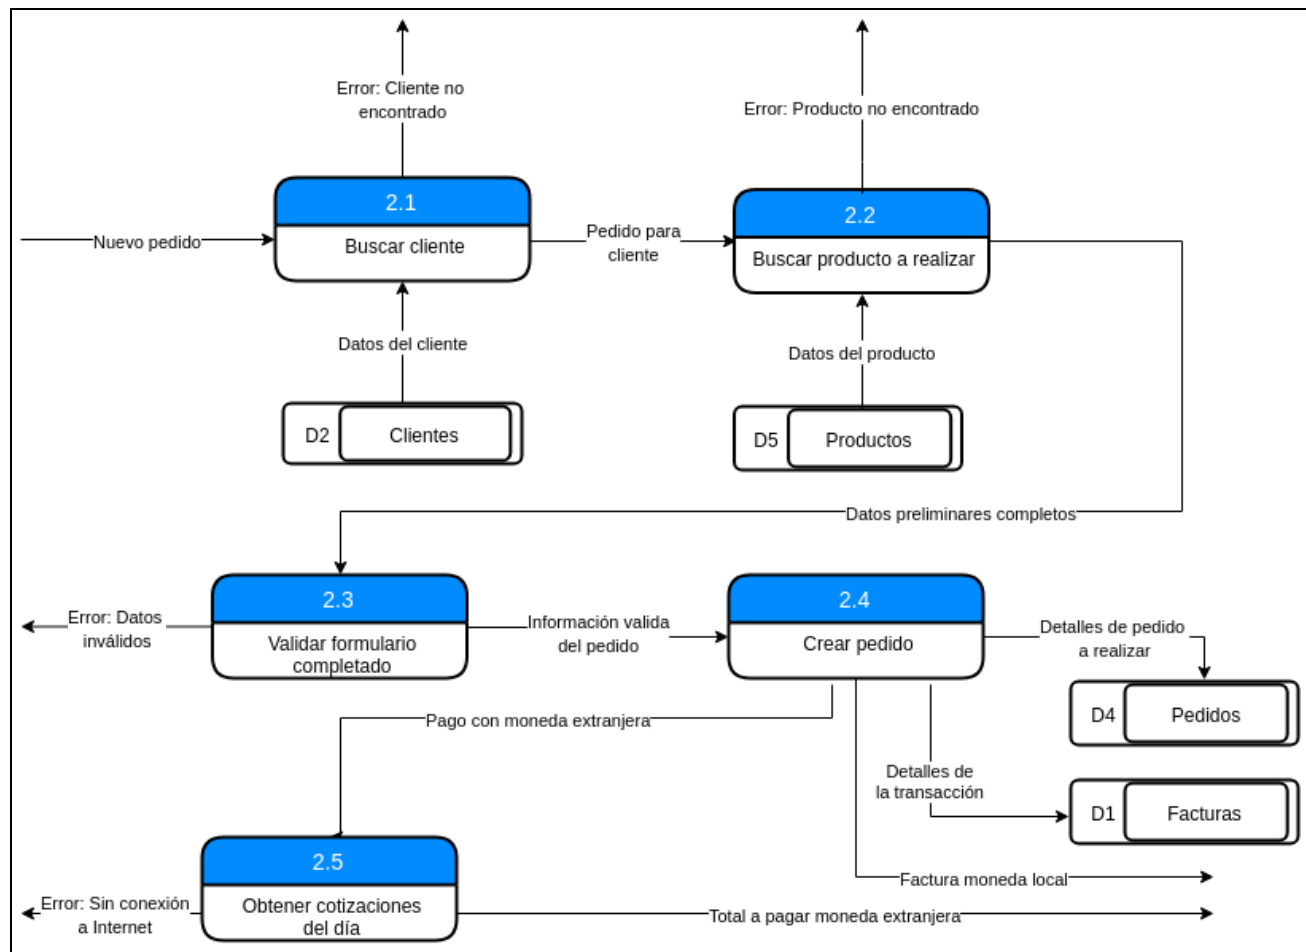 Error: Cliente no
encontrado
Error: Producto no encontrado
2.1
Buscar cliente
2.2
Buscar producto a realizar
Nuevo pedido
Pedido para
cliente
Datos del cliente
Datos del producto
D2
Clientes
D5
Productos
Datos preliminares completos
2.3
Validar formulario
completado
2.4
Crear pedido
Error: Datos
inválidos
Información valida
del pedido
Detalles de pedido
a realizar
D4
Pedidos
Pago con moneda extranjera
Detalles de
la transacción
D1
Facturas
2.5
Obtener cotizaciones
del día
Factura moneda local
Error: Sin conexión
a Internet
Total a pagar moneda extranjera